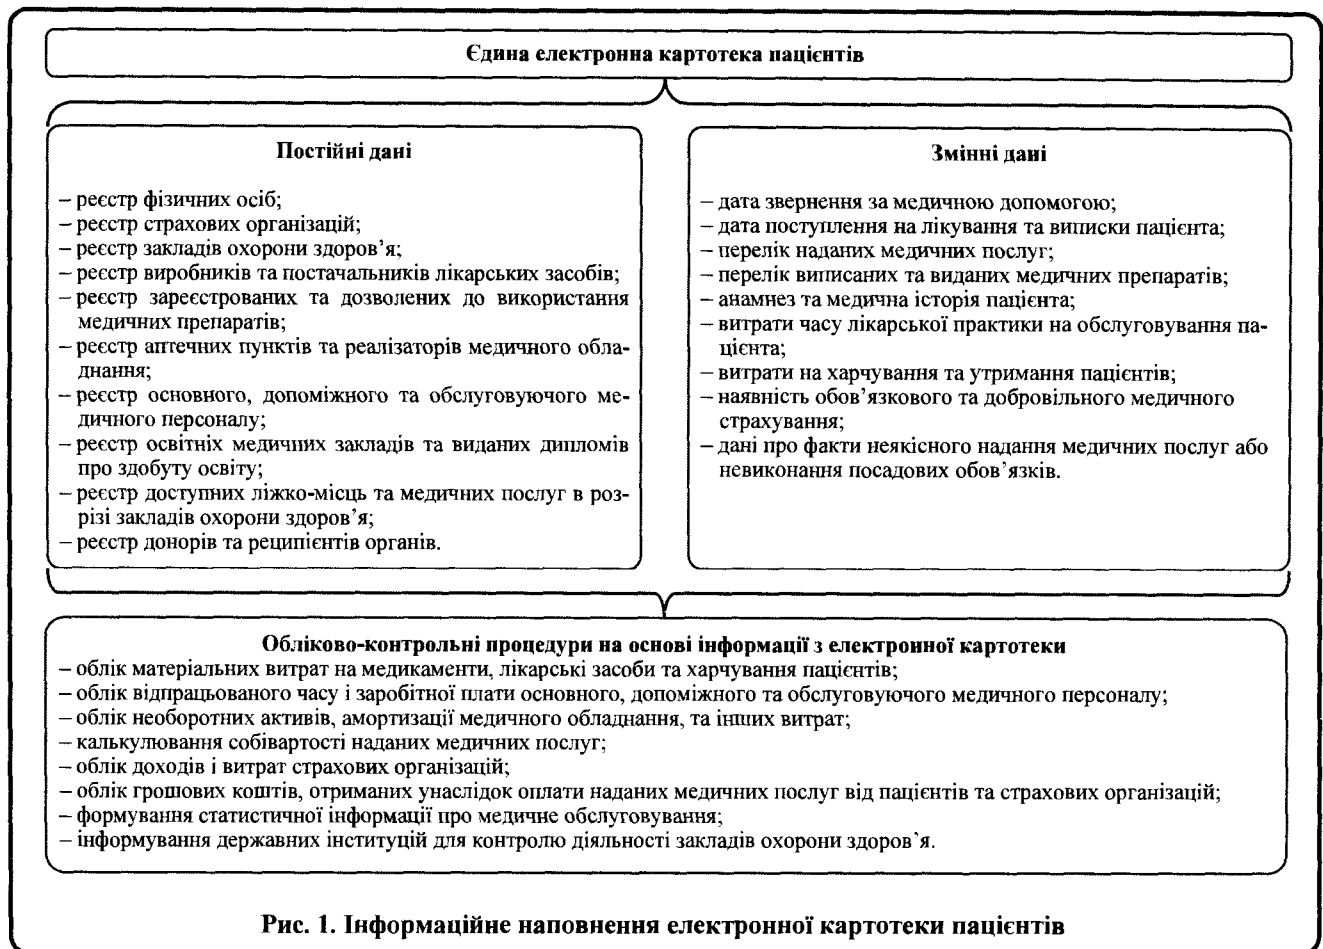 Єдина електронна картотека пацієнтів
Постійні дані
– реєстр фізичних осіб;
– реєстр страхових організацій;
– реєстр закладів охорони здоров’я;
– реєстр виробників та постачальників лікарських засобів;
– реєстр зареєстрованих та дозволених до використання
медичних препаратів;
– реєстр аптечних пунктів та реалізаторів медичного обла-
днання;
– реєстр основного, допоміжного та обслуговуючого ме-
дичного персоналу;
– реєстр освітніх медичних закладів та виданих дипломів
про здобуту освіту;
– реєстр доступних ліжко-місць та медичних послуг в роз-
різі закладів охорони здоров’я;
– реєстр донорів та реципієнтів органів.
Змінні дані
– дата звернення за медичною допомогою;
– дата поступлення на лікування та виписки пацієнта;
– перелік наданих медичних послуг;
– перелік виписаних та виданих медичних препаратів;
– анамнез та медична історія пацієнта;
– витрати часу лікарської практики на обслуговування па-
цієнта;
– витрати на харчування та утримання пацієнтів;
– наявність обов’язкового та добровільного медичного
страхування;
– дані про факти неякісного надання медичних послуг або
невиконання посадових обов’язків.
Обліково-контрольні процедури на основі інформації з електронної картотеки
– облік матеріальних витрат на медикаменти, лікарські засоби та харчування пацієнтів;
– облік відпрацьованого часу і заробітної плати основного, допоміжного та обслуговуючого медичного персоналу;
– облік необоротних активів, амортизації медичного обладнання, та інших витрат;
– калькулювання собівартості наданих медичних послуг;
– облік доходів і витрат страхових організацій;
– облік грошових коштів, отриманих унаслідок оплати наданих медичних послуг від пацієнтів та страхових організацій;
– формування статистичної інформації про медичне обслуговування;
– інформування державних інституцій для контролю діяльності закладів охорони здоров’я.
Рис. 1. Інформаційне наповнення електронної картотеки пацієнтів